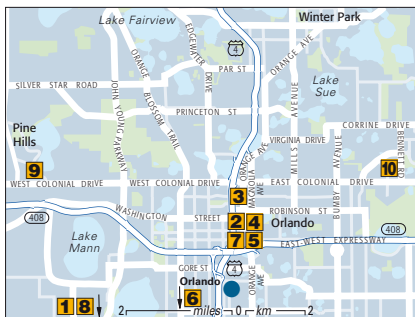 Lake Fairview
Winter Park
EDGEWATER DRIVE
4
ORANGE AVE
PAR ST
ORANGE BLOSSOM TRAIL
JOHN YOUNG PARKWAY
Lake
Sue
SILVER STAR ROAD
MILLS AVENUE
PRINCETON ST
CORRINE DRIVE
Pine
Hills
VIRGINIA DRIVE
BENNETT RD
ORANGE AVE
MAGNOLIA AVE
BUMBY AVENUE
9
10
WEST COLONIAL DRIVE
WEST COLONIAL DRIVE
EAST COLONIAL DRIVE
3
408
WASHINGTON STREET
ROBINSON ST
2
4
Orlando
7
5
EAST-WEST EXPRESSWAY
408
Lake
Mann
GORE ST
4
ORANGE AVE
Orlando
1
8
6
2 miles 0 km 2